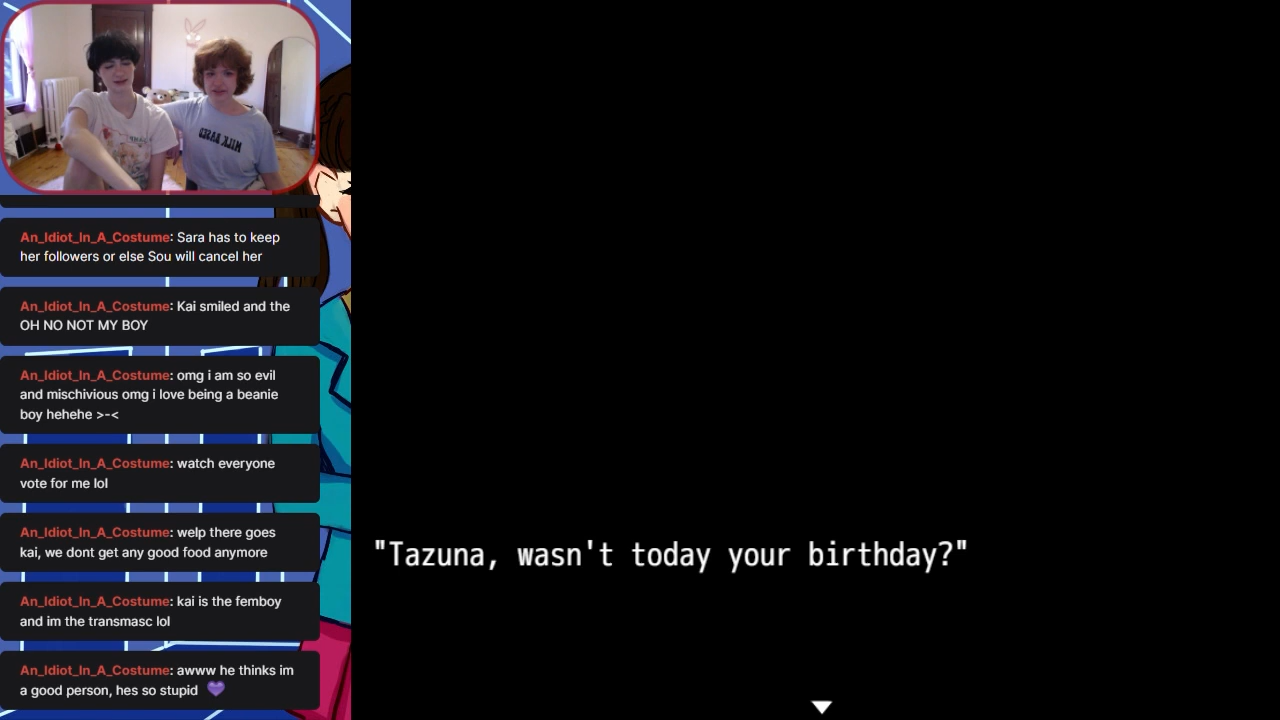 MILK BASED
An_Idiot_In_A_Costume: Sara has to keep
her followers or else Sou will cancel her
An_Idiot_In_A_Costume: Kai smiled and the
OH NO NOT MY BOY
An_Idiot_In_A_Costume: omg i am so evil
and mischivious omg i love being a beanie
boy hehehe >-<
An_Idiot_In_A_Costume: watch everyone
vote for me lol
An_Idiot_In_A_Costume: welp there goes
kai, we dont get any good food anymore
An_Idiot_In_A_Costume: kai is the femboy
and im the transmasc lol
An_Idiot_In_A_Costume: awww he thinks im
a good person, hes so stupid 💜
"Tazuna, wasn't today your birthday?"